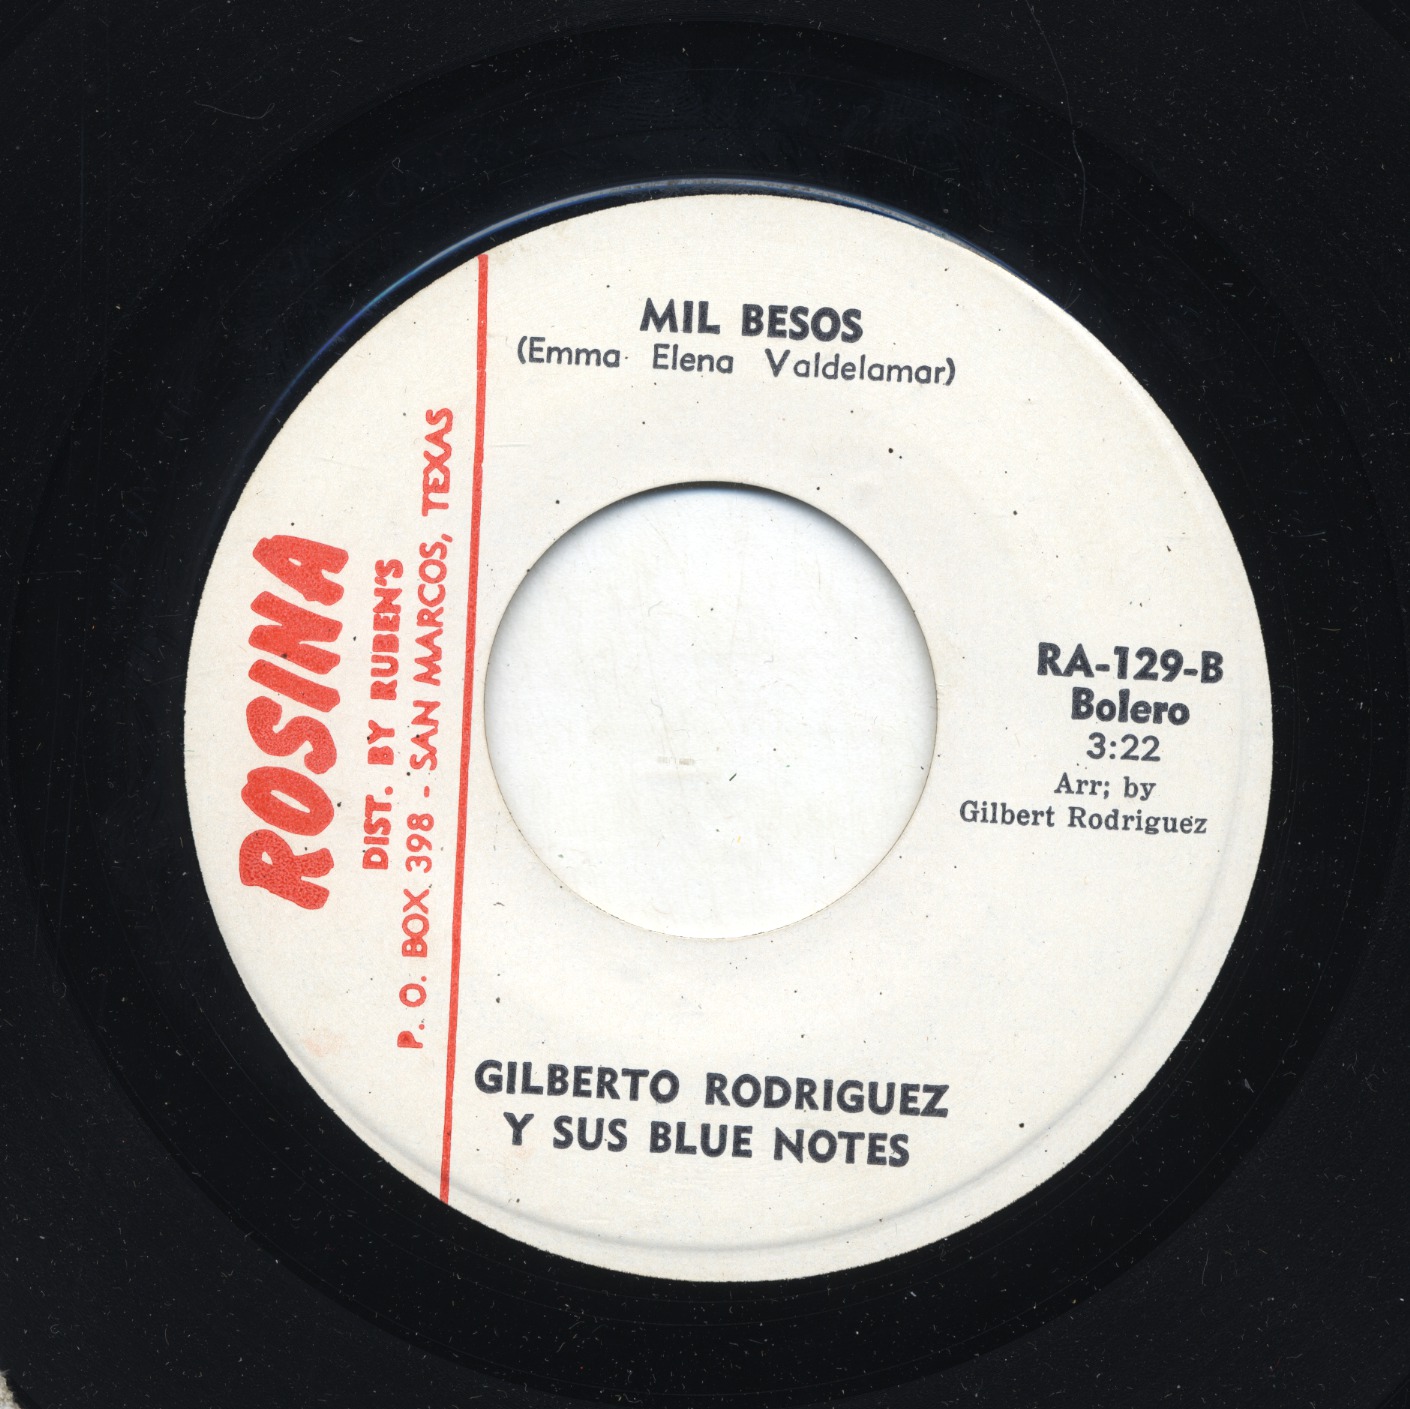 MIL BESOS
(Emma Elena Valdelamar)
ROSINA
DIST. BY RUBEN'S
P. O. BOX 398 - SAN MARCOS, TEXAS
RA-129-B
Bolero
3:22
Arr; by
Gilbert Rodriguez
GILBERTO RODRIGUEZ
Y SUS BLUE NOTES